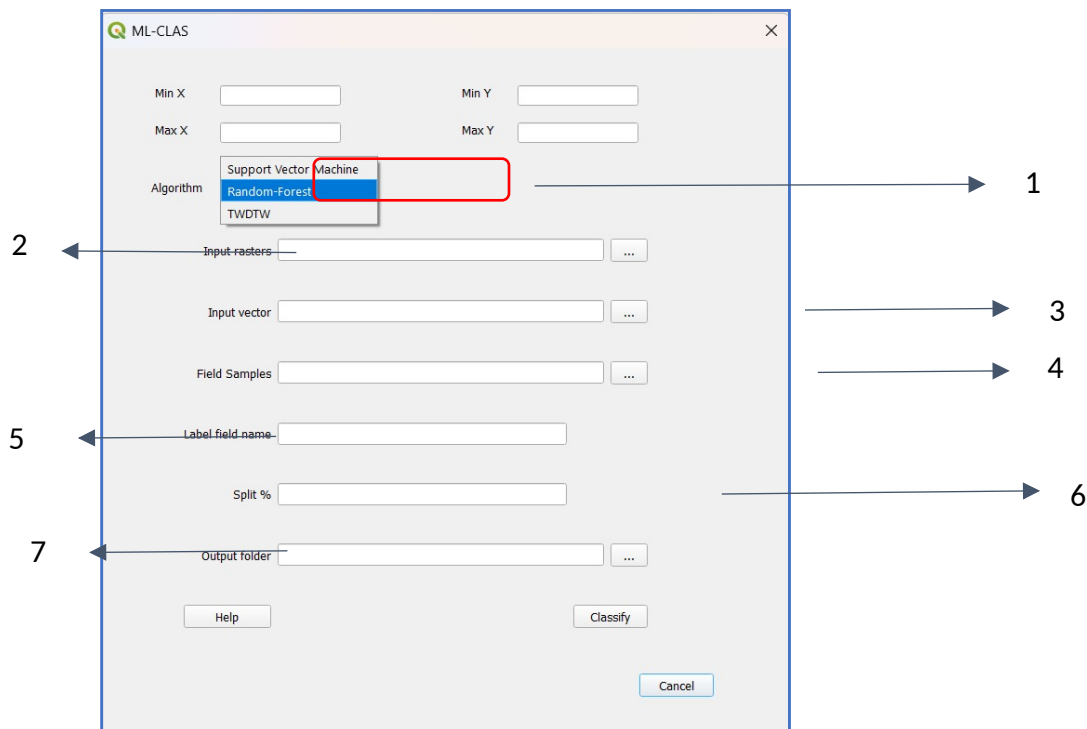 ML-CLAS
Min X Min Y
Max X Max Y
Support Vector Machine
Algorithm Random-Forest 1
TWDTW
2 Input rasters ...
Input vector ... 3
Field Samples ... 4
5 Label field name
Split % 6
7 Output folder ...
Help Classify
Cancel